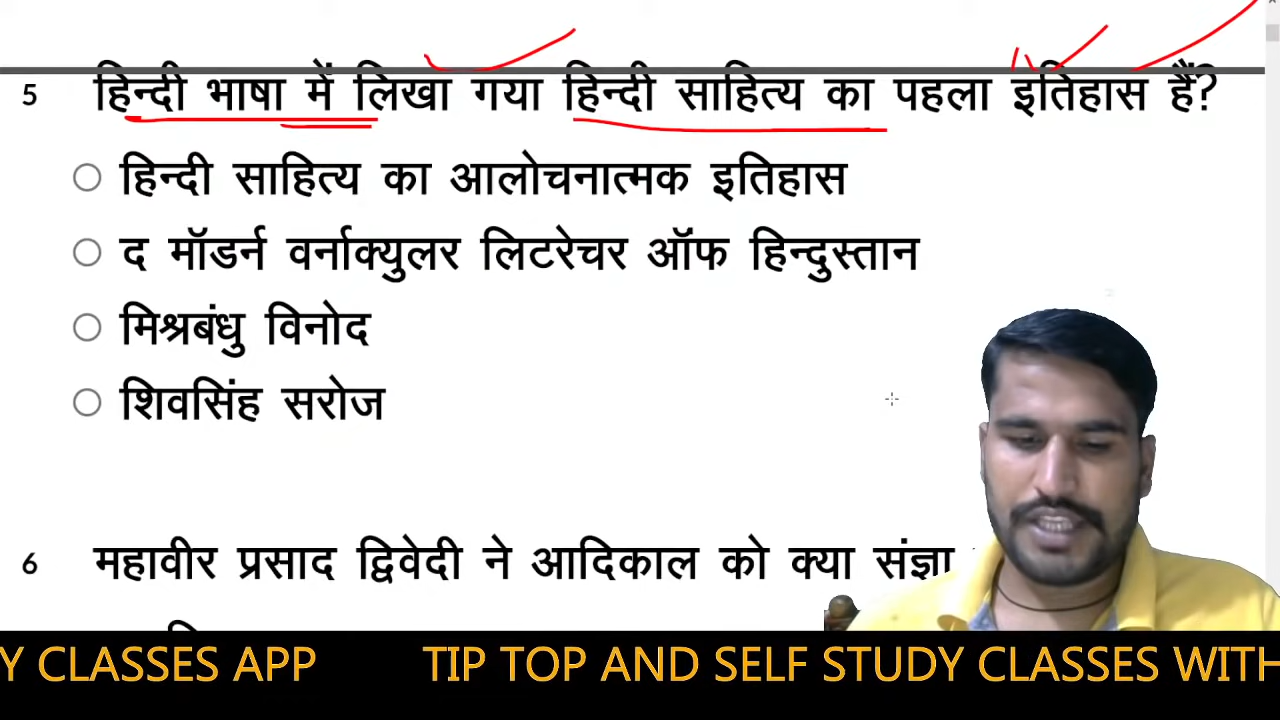 5 हिन्दी भाषा में लिखा गया हिन्दी साहित्य का पहला इतिहास हैं?
हिन्दी साहित्य का आलोचनात्मक इतिहास
द मॉडर्न वर्नाक्युलर लिटरेचर ऑफ हिन्दुस्तान
मिश्रबंधु विनोद
शिवसिंह सरोज
6 महावीर प्रसाद द्विवेदी ने आदिकाल को क्या संज्ञा
Y CLASSES APP TIP TOP AND SELF STUDY CLASSES WITH